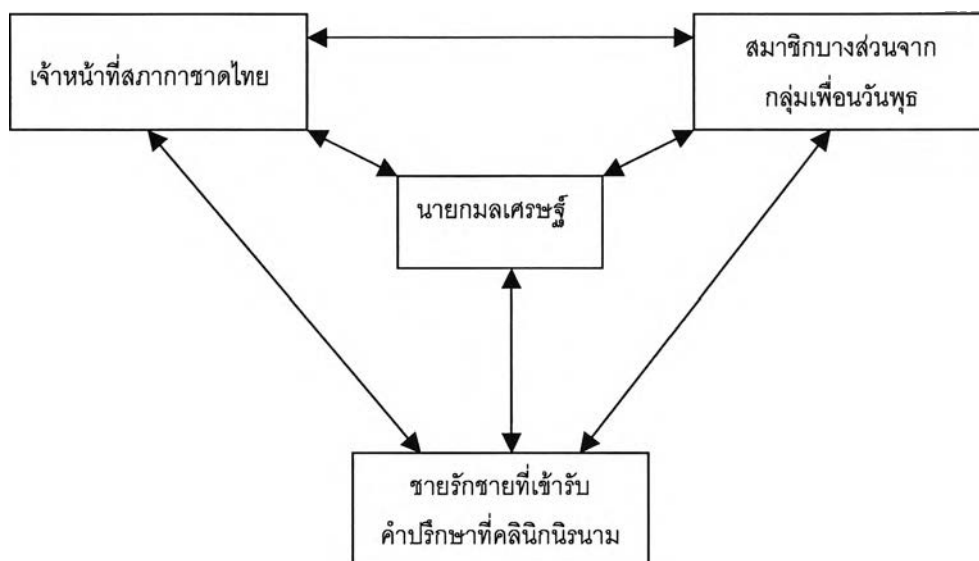 เจ้าหน้าที่สภากาชาดไทย
สมาชิกบางส่วนจาก
กลุ่มเพื่อนวันพุธ
นายกมลเศรษฐ์
ชายรักชายที่เข้ารับ
คำปรึกษาที่คลินิกนิรนาม